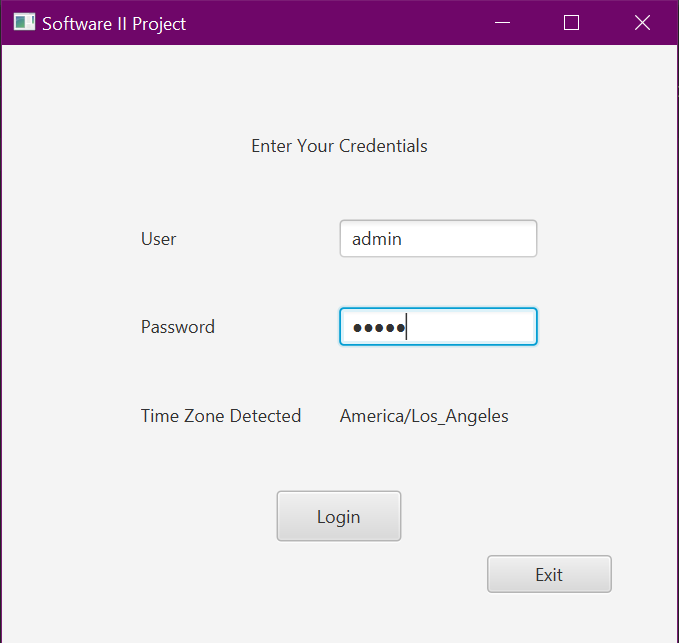 Software II Project
Enter Your Credentials
User admin
Password •••••
Time Zone Detected America/Los_Angeles
Login
Exit